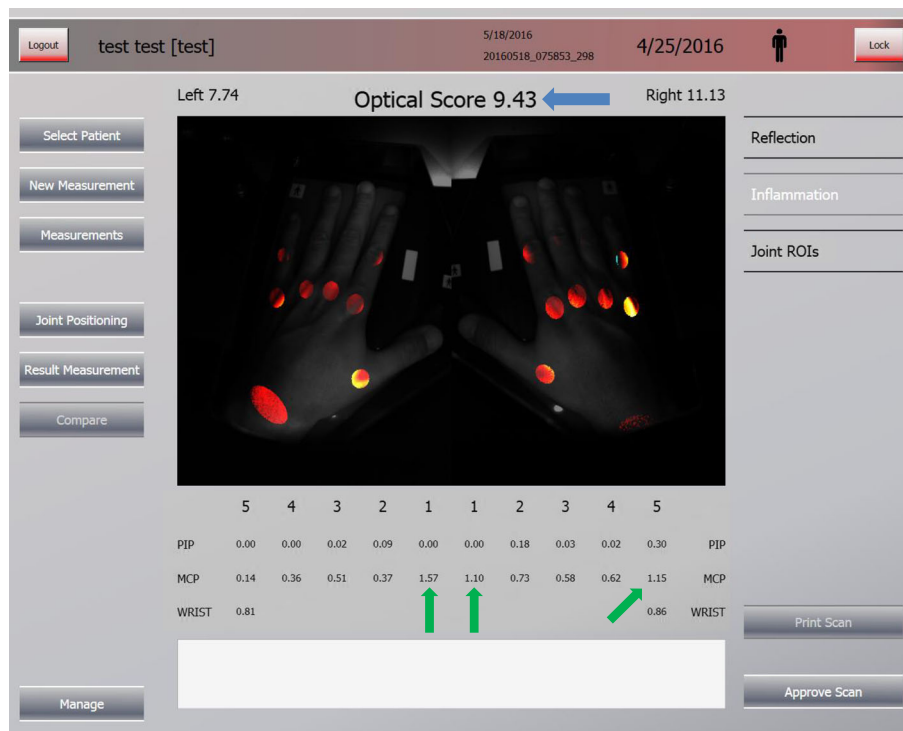 Logout
test test [test]
5/18/2016
20160518_075853_298
4/25/2016
Lock
Left 7.74
Optical Score 9.43
Right 11.13
Select Patient
New Measurement
Measurements
Joint Positioning
Result Measurement
Compare
Manage
Reflection
Inflammation
Joint ROIs
5 4 3 2 1 1 2 3 4 5
PIP 0.00 0.00 0.02 0.09 0.00 0.00 0.18 0.03 0.02 0.30 PIP
MCP 0.14 0.36 0.51 0.37 1.57 1.10 0.73 0.58 0.62 1.15 MCP
WRIST 0.81 0.86 WRIST
Print Scan
Approve Scan